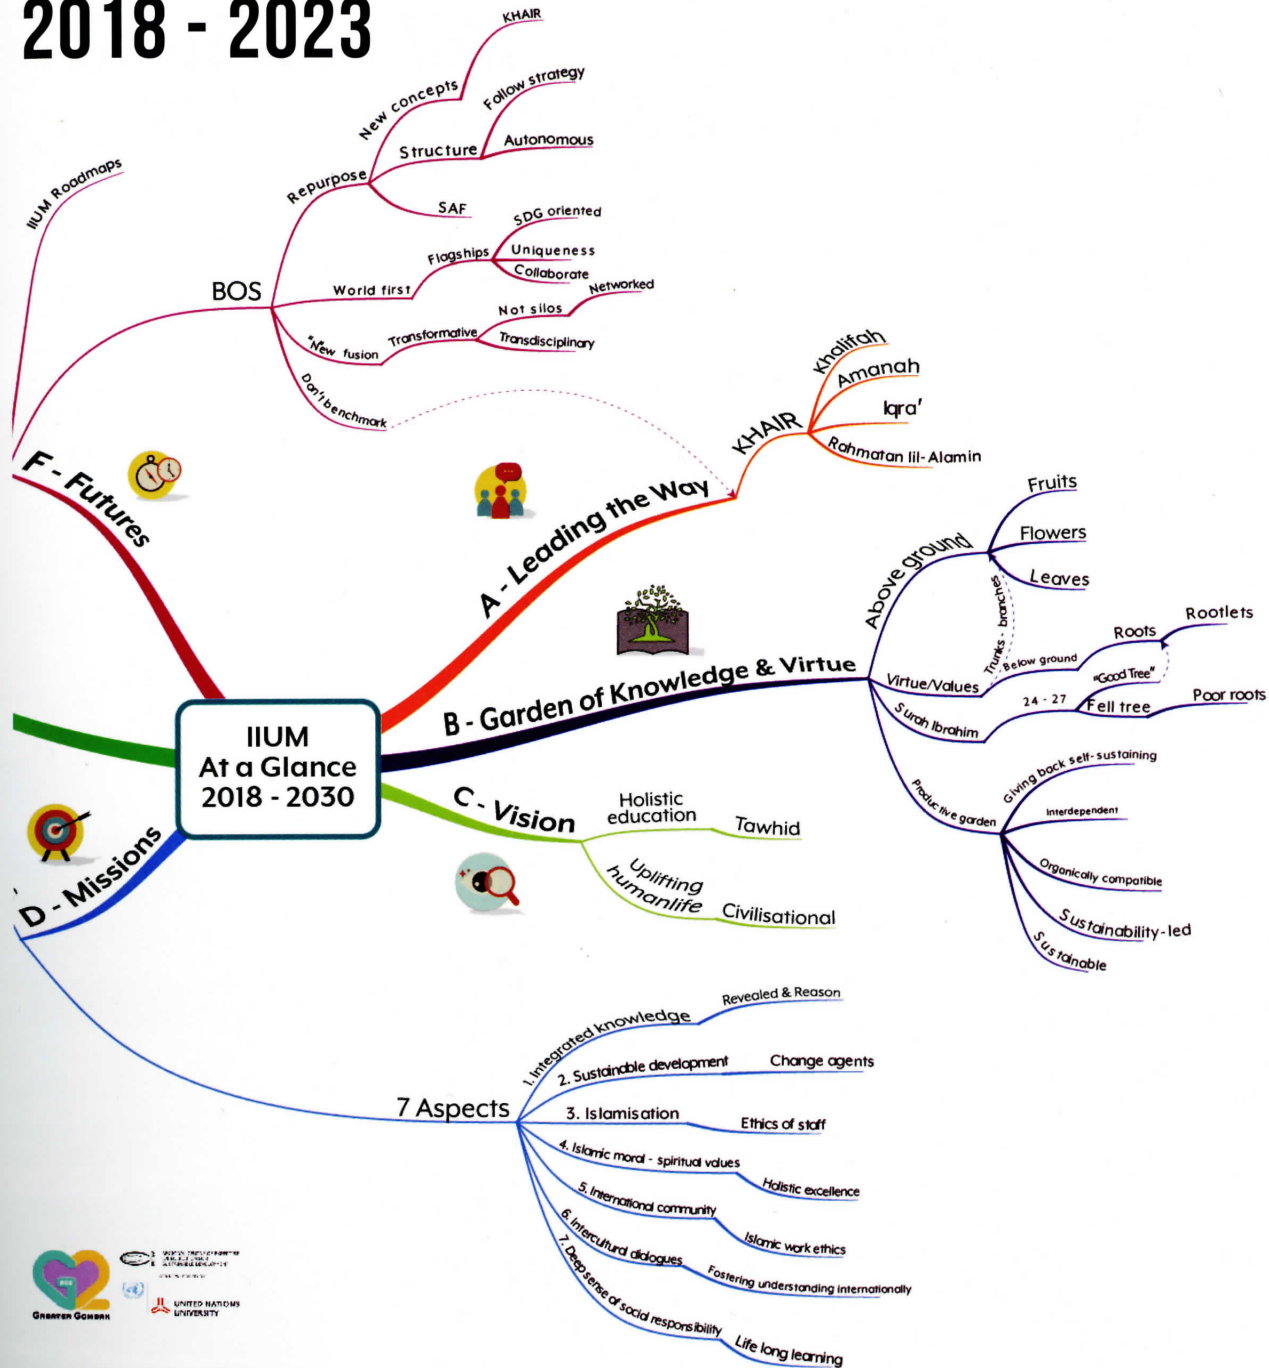 2018 - 2023
IIUM Roadmaps
BOS
Repurpose
New concepts
KHAIR
Structure
Follow strategy
Autonomous
SAF
World first
Flagships
SDG oriented
Uniqueness
Collaborate
"New fusion
Transformative
Not silos
Networked
Transdisciplinary
Don't benchmark
F - Futures
A - Leading the Way
KHAIR
Khalifah
Amanah
Iqra'
Rahmatan lil-Alamin
B - Garden of Knowledge & Virtue
Above ground
Fruits
Flowers
Leaves
Trunks - branches
Virtue/Values
Below ground
Roots
Rootlets
Surah Ibrahim
24 - 27
"Good Tree"
Fell tree
Poor roots
Productive garden
Giving back self-sustaining
Interdependent
Organically compatible
Sustainability-led
Sustainable
IIUM
At a Glance
2018 - 2030
C - Vision
Holistic
education
Tawhid
Uplifting
humanlife
Civilisational
D - Missions
7 Aspects
1. Integrated knowledge
Revealed & Reason
2. Sustainable development
Change agents
3. Islamisation
Ethics of staff
4. Islamic moral - spiritual values
Holistic excellence
5. International community
Islamic work ethics
6. Intercultural dialogues
Fostering understanding internationally
7. Deep sense of social responsibility
Life long learning
GREATER GOMBAK
UNITED NATIONS
UNIVERSITY